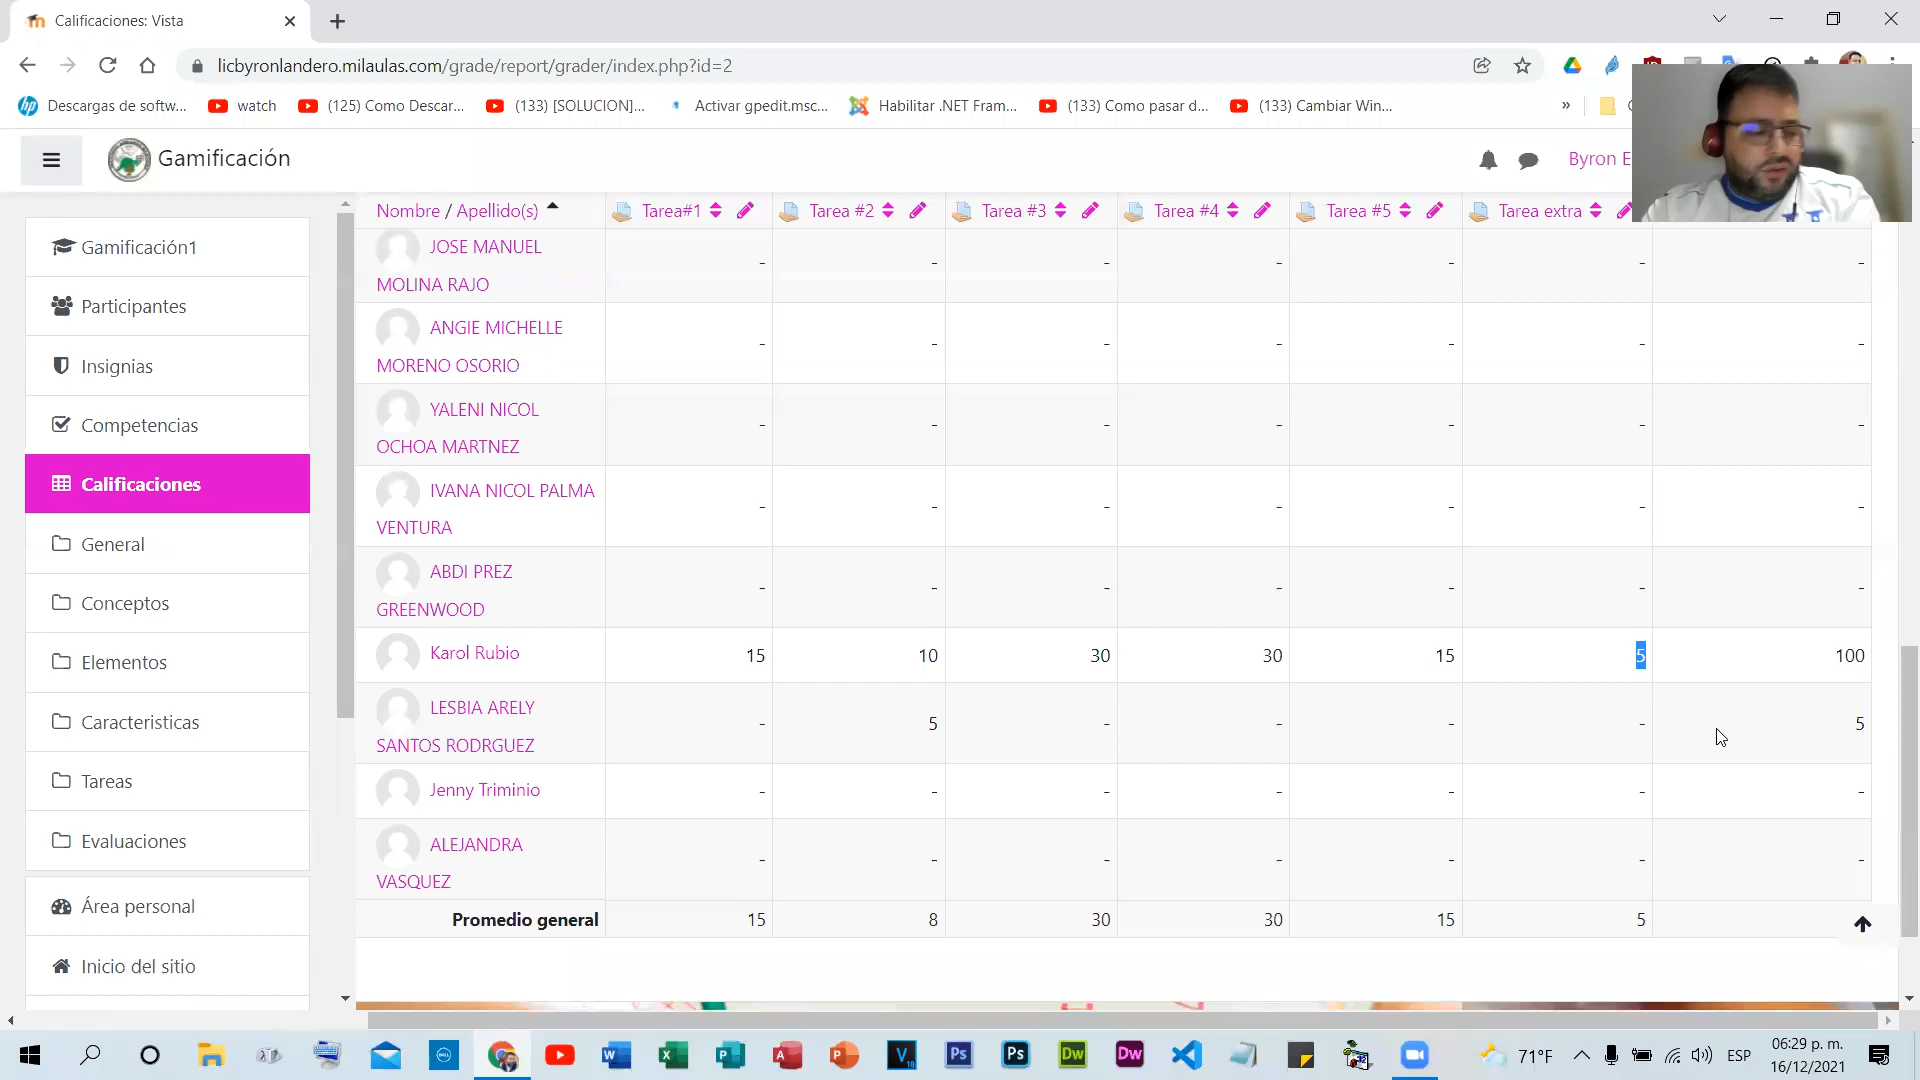 Calificaciones: Vista
licbyronlandero.milaulas.com/grade/report/grader/index.php?id=2
Descargas de softw... watch (125) Como Descar... (133) [SOLUCION]... Activar gpedit.msc... Habilitar .NET Fram... (133) Como pasar d... (133) Cambiar Win... »
Gamificación
Byron E
Gamificación1
Participantes
Insignias
Competencias
Calificaciones
General
Conceptos
Elementos
Caracteristicas
Tareas
Evaluaciones
Área personal
Inicio del sitio
Nombre / Apellido(s) Tarea#1 Tarea #2 Tarea #3 Tarea #4 Tarea #5 Tarea extra
JOSE MANUEL
MOLINA RAJO - - - - - - -
ANGIE MICHELLE
MORENO OSORIO - - - - - - -
YALENI NICOL
OCHOA MARTNEZ - - - - - - -
IVANA NICOL PALMA
VENTURA - - - - - - -
ABDI PREZ
GREENWOOD - - - - - - -
Karol Rubio 15 10 30 30 15 5 100
LESBIA ARELY
SANTOS RODRGUEZ - 5 - - - - 5
Jenny Triminio - - - - - - -
ALEJANDRA
VASQUEZ - - - - - - -
Promedio general 15 8 30 30 15 5
71°F
ESP
06:29 p. m.
16/12/2021